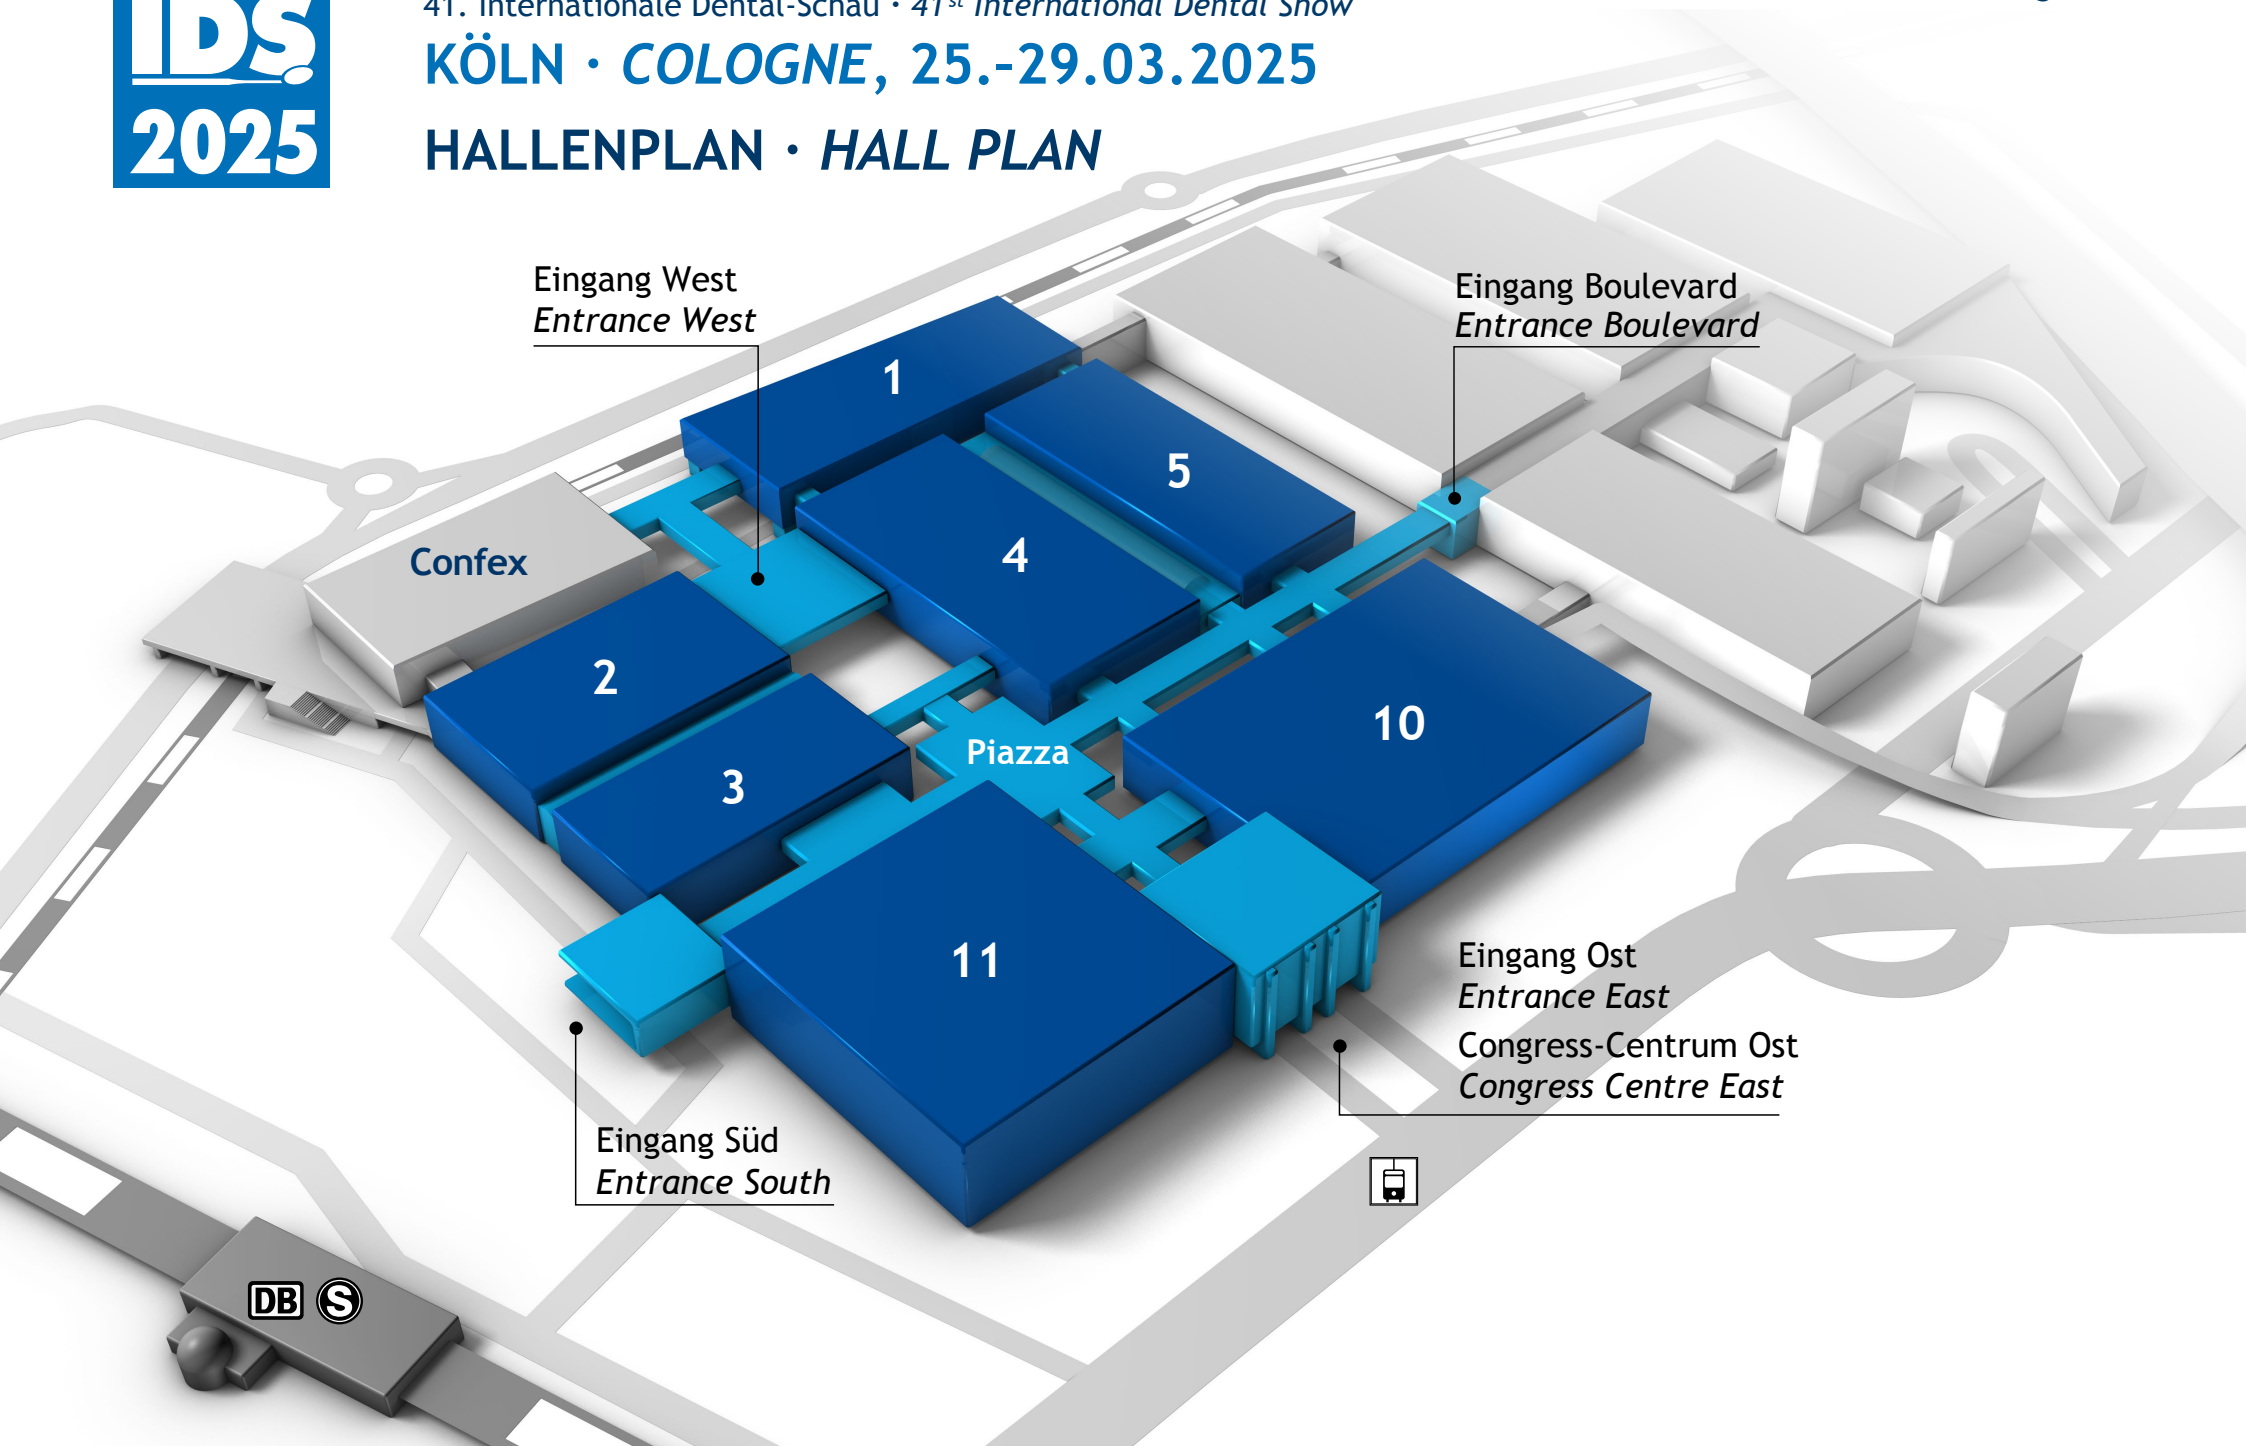 IDS
2025
41. Internationale Dental-Schau • 41st International Dental Show
KÖLN • COLOGNE, 25.-29.03.2025
HALLENPLAN • HALL PLAN
Eingang West
Entrance West
Eingang Boulevard
Entrance Boulevard
1
5
4
Confex
2
10
Piazza
3
11
Eingang Ost
Entrance East
Congress-Centrum Ost
Congress Centre East
Eingang Süd
Entrance South
DB S